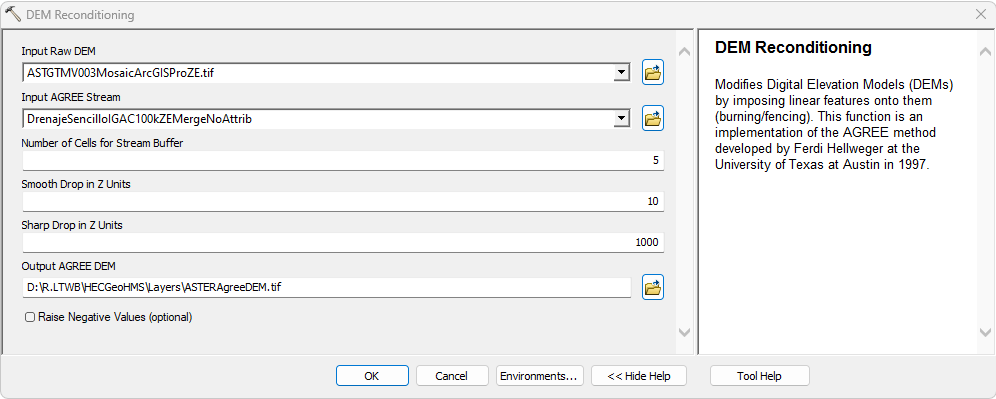 DEM Reconditioning
Input Raw DEM
ASTGTMV003MosaicArcGISProZE.tif
Input AGREE Stream
DrenajeSencilloIGAC100kZEMergeNoAttrib
Number of Cells for Stream Buffer
5
Smooth Drop in Z Units
10
Sharp Drop in Z Units
1000
Output AGREE DEM
D:\R.LTWB\HECGeoHMS\Layers\ASTERAgreeDEM.tif
Raise Negative Values (optional)
DEM Reconditioning
Modifies Digital Elevation Models (DEMs)
by imposing linear features onto them
(burning/fencing). This function is an
implementation of the AGREE method
developed by Ferdi Hellweger at the
University of Texas at Austin in 1997.
OK
Cancel
Environments...
<< Hide Help
Tool Help